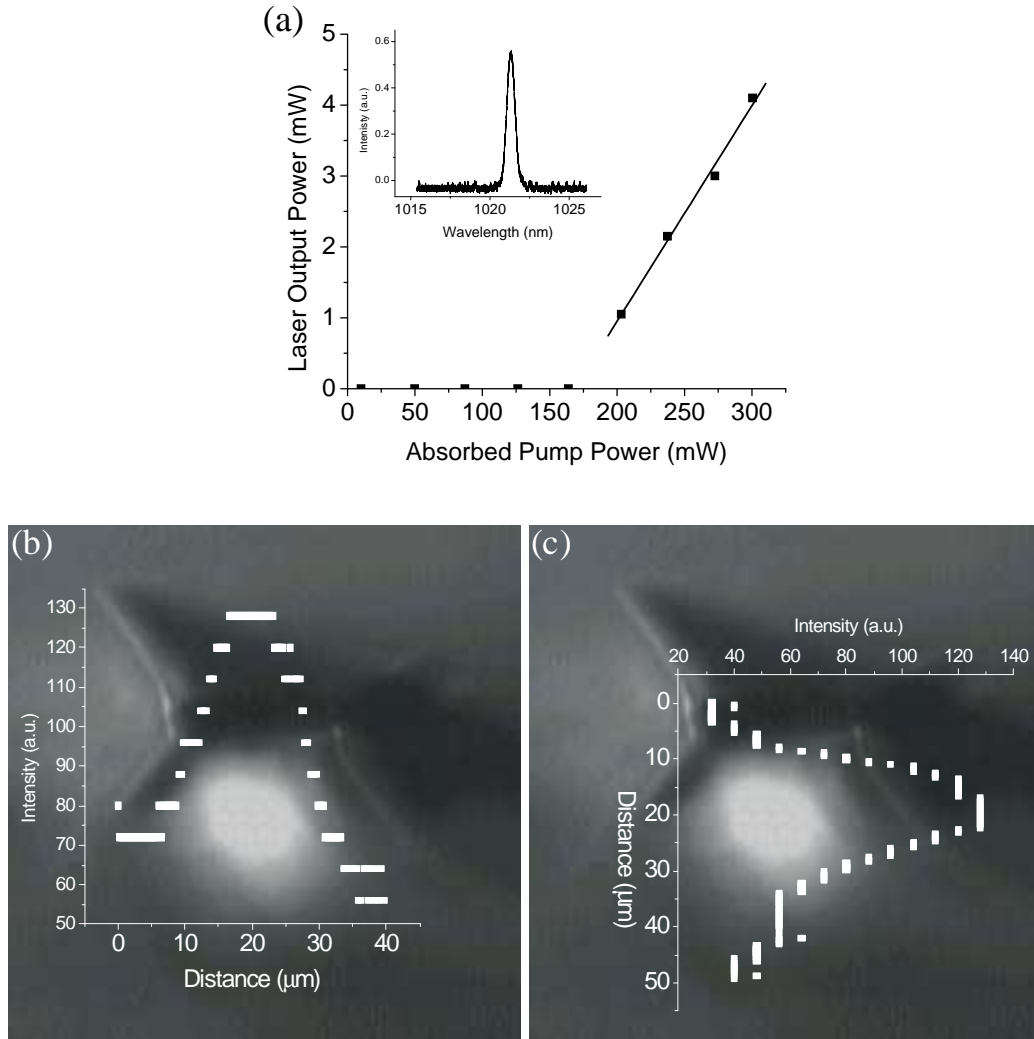 (a)
5
4
3
2
1
0
Laser Output Power (mW)
0 50 100 150 200 250 300
Absorbed Pump Power (mW)
0.6
0.4
0.2
0.0
Intenisty (a.u.)
1015 1020 1025
Wavelength (nm)
(b)
130
120
110
100
90
80
70
60
50
Intensity (a.u.)
0 10 20 30 40
Distance (µm)
(c)
Intensity (a.u.)
20 40 60 80 100 120 140
0
10
20
30
40
50
Distance (µm)